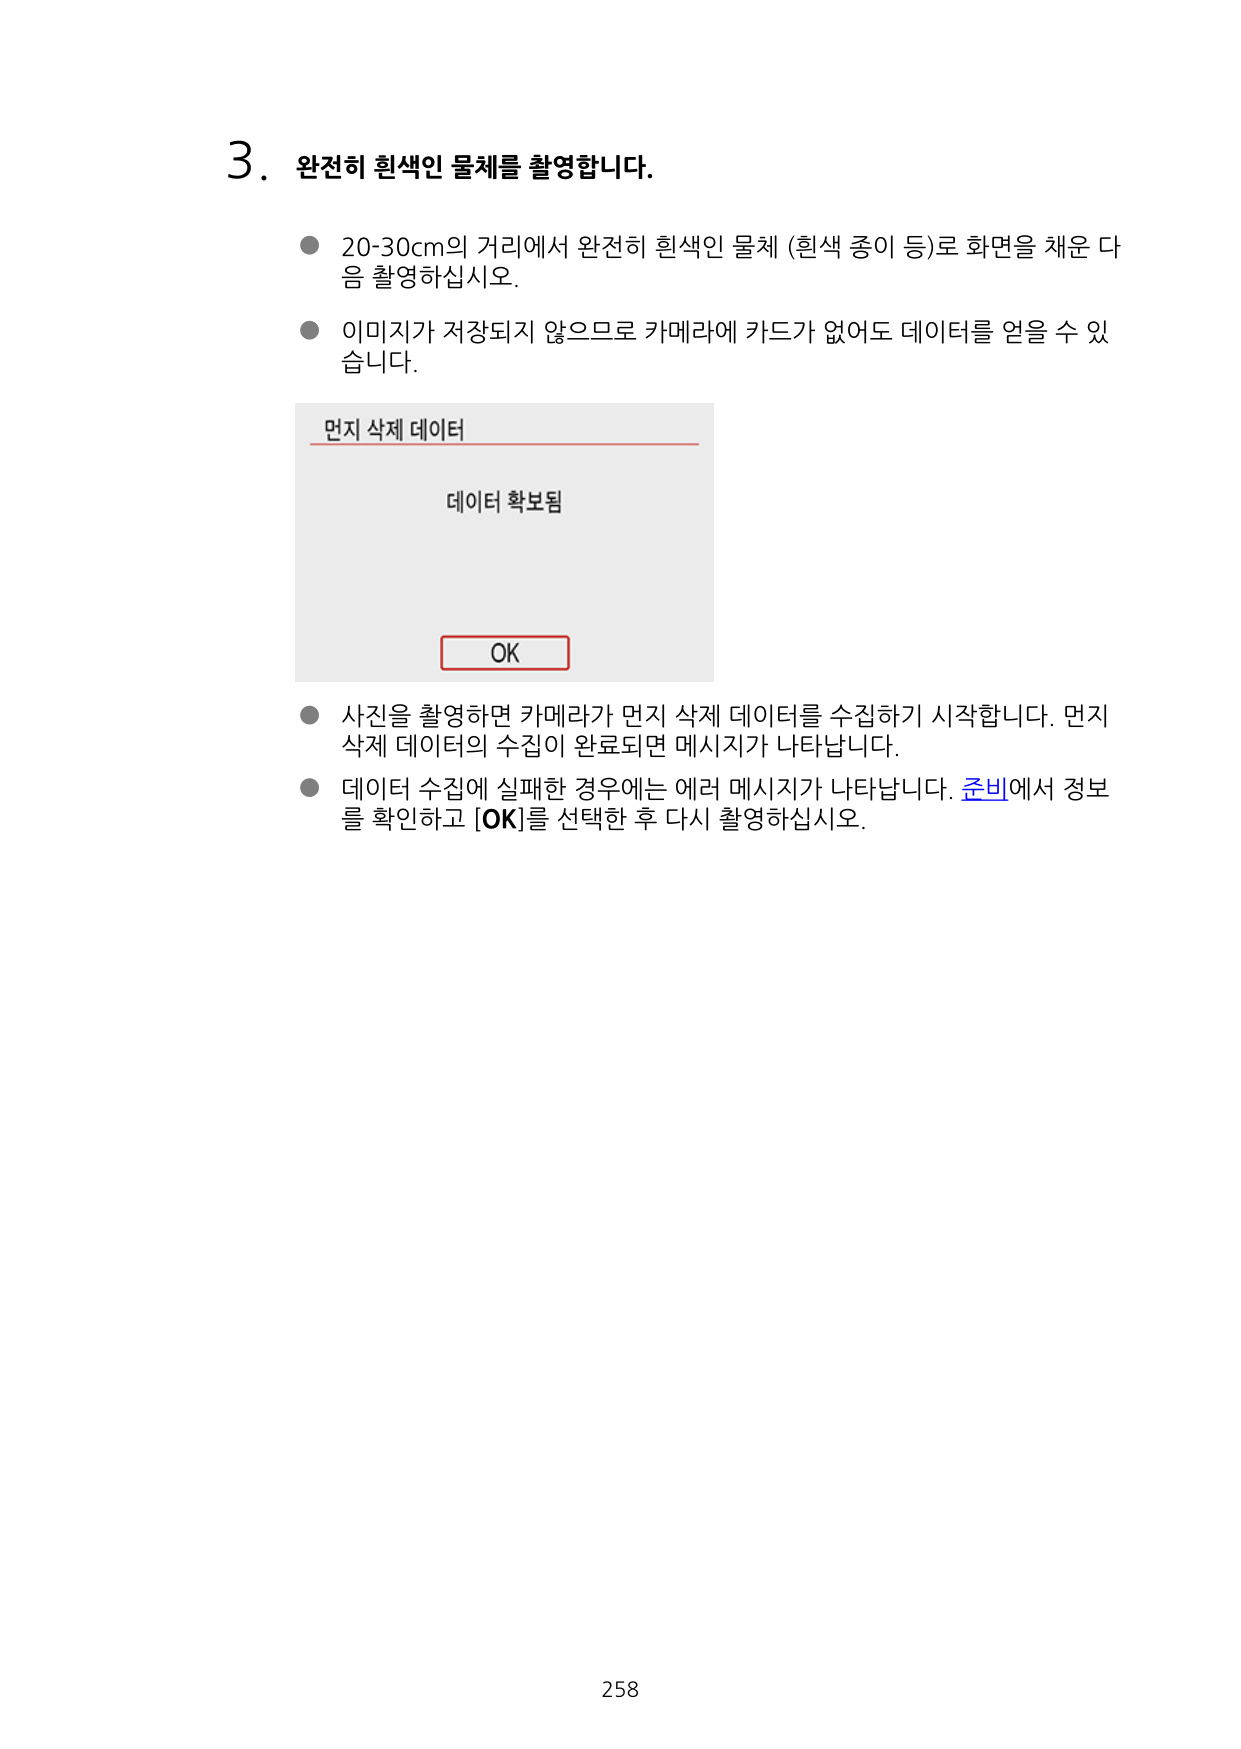 3. 완전히 흰색인 물체를 촬영합니다.
● 20-30cm의 거리에서 완전히 흰색인 물체 (흰색 종이 등)로 화면을 채운 다
음 촬영하십시오.
● 이미지가 저장되지 않으므로 카메라에 카드가 없어도 데이터를 얻을 수 있
습니다.
먼지 삭제 데이터
데이터 확보됨
OK
● 사진을 촬영하면 카메라가 먼지 삭제 데이터를 수집하기 시작합니다. 먼지
삭제 데이터의 수집이 완료되면 메시지가 나타납니다.
● 데이터 수집에 실패한 경우에는 에러 메시지가 나타납니다. 준비에서 정보
를 확인하고 [OK]를 선택한 후 다시 촬영하십시오.
258